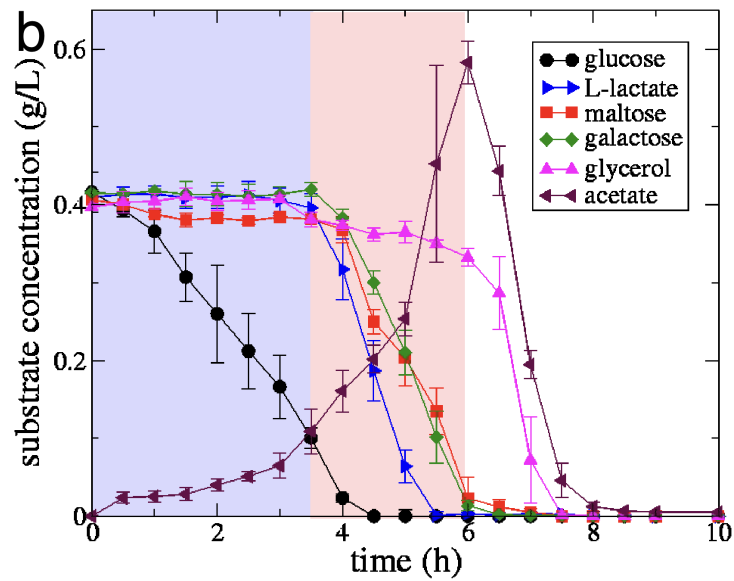 b
substrate concentration (g/L)
0.6
0.4
0.2
0
glucose
L-lactate
maltose
galactose
glycerol
acetate
0 2 4 6 8 10
time (h)